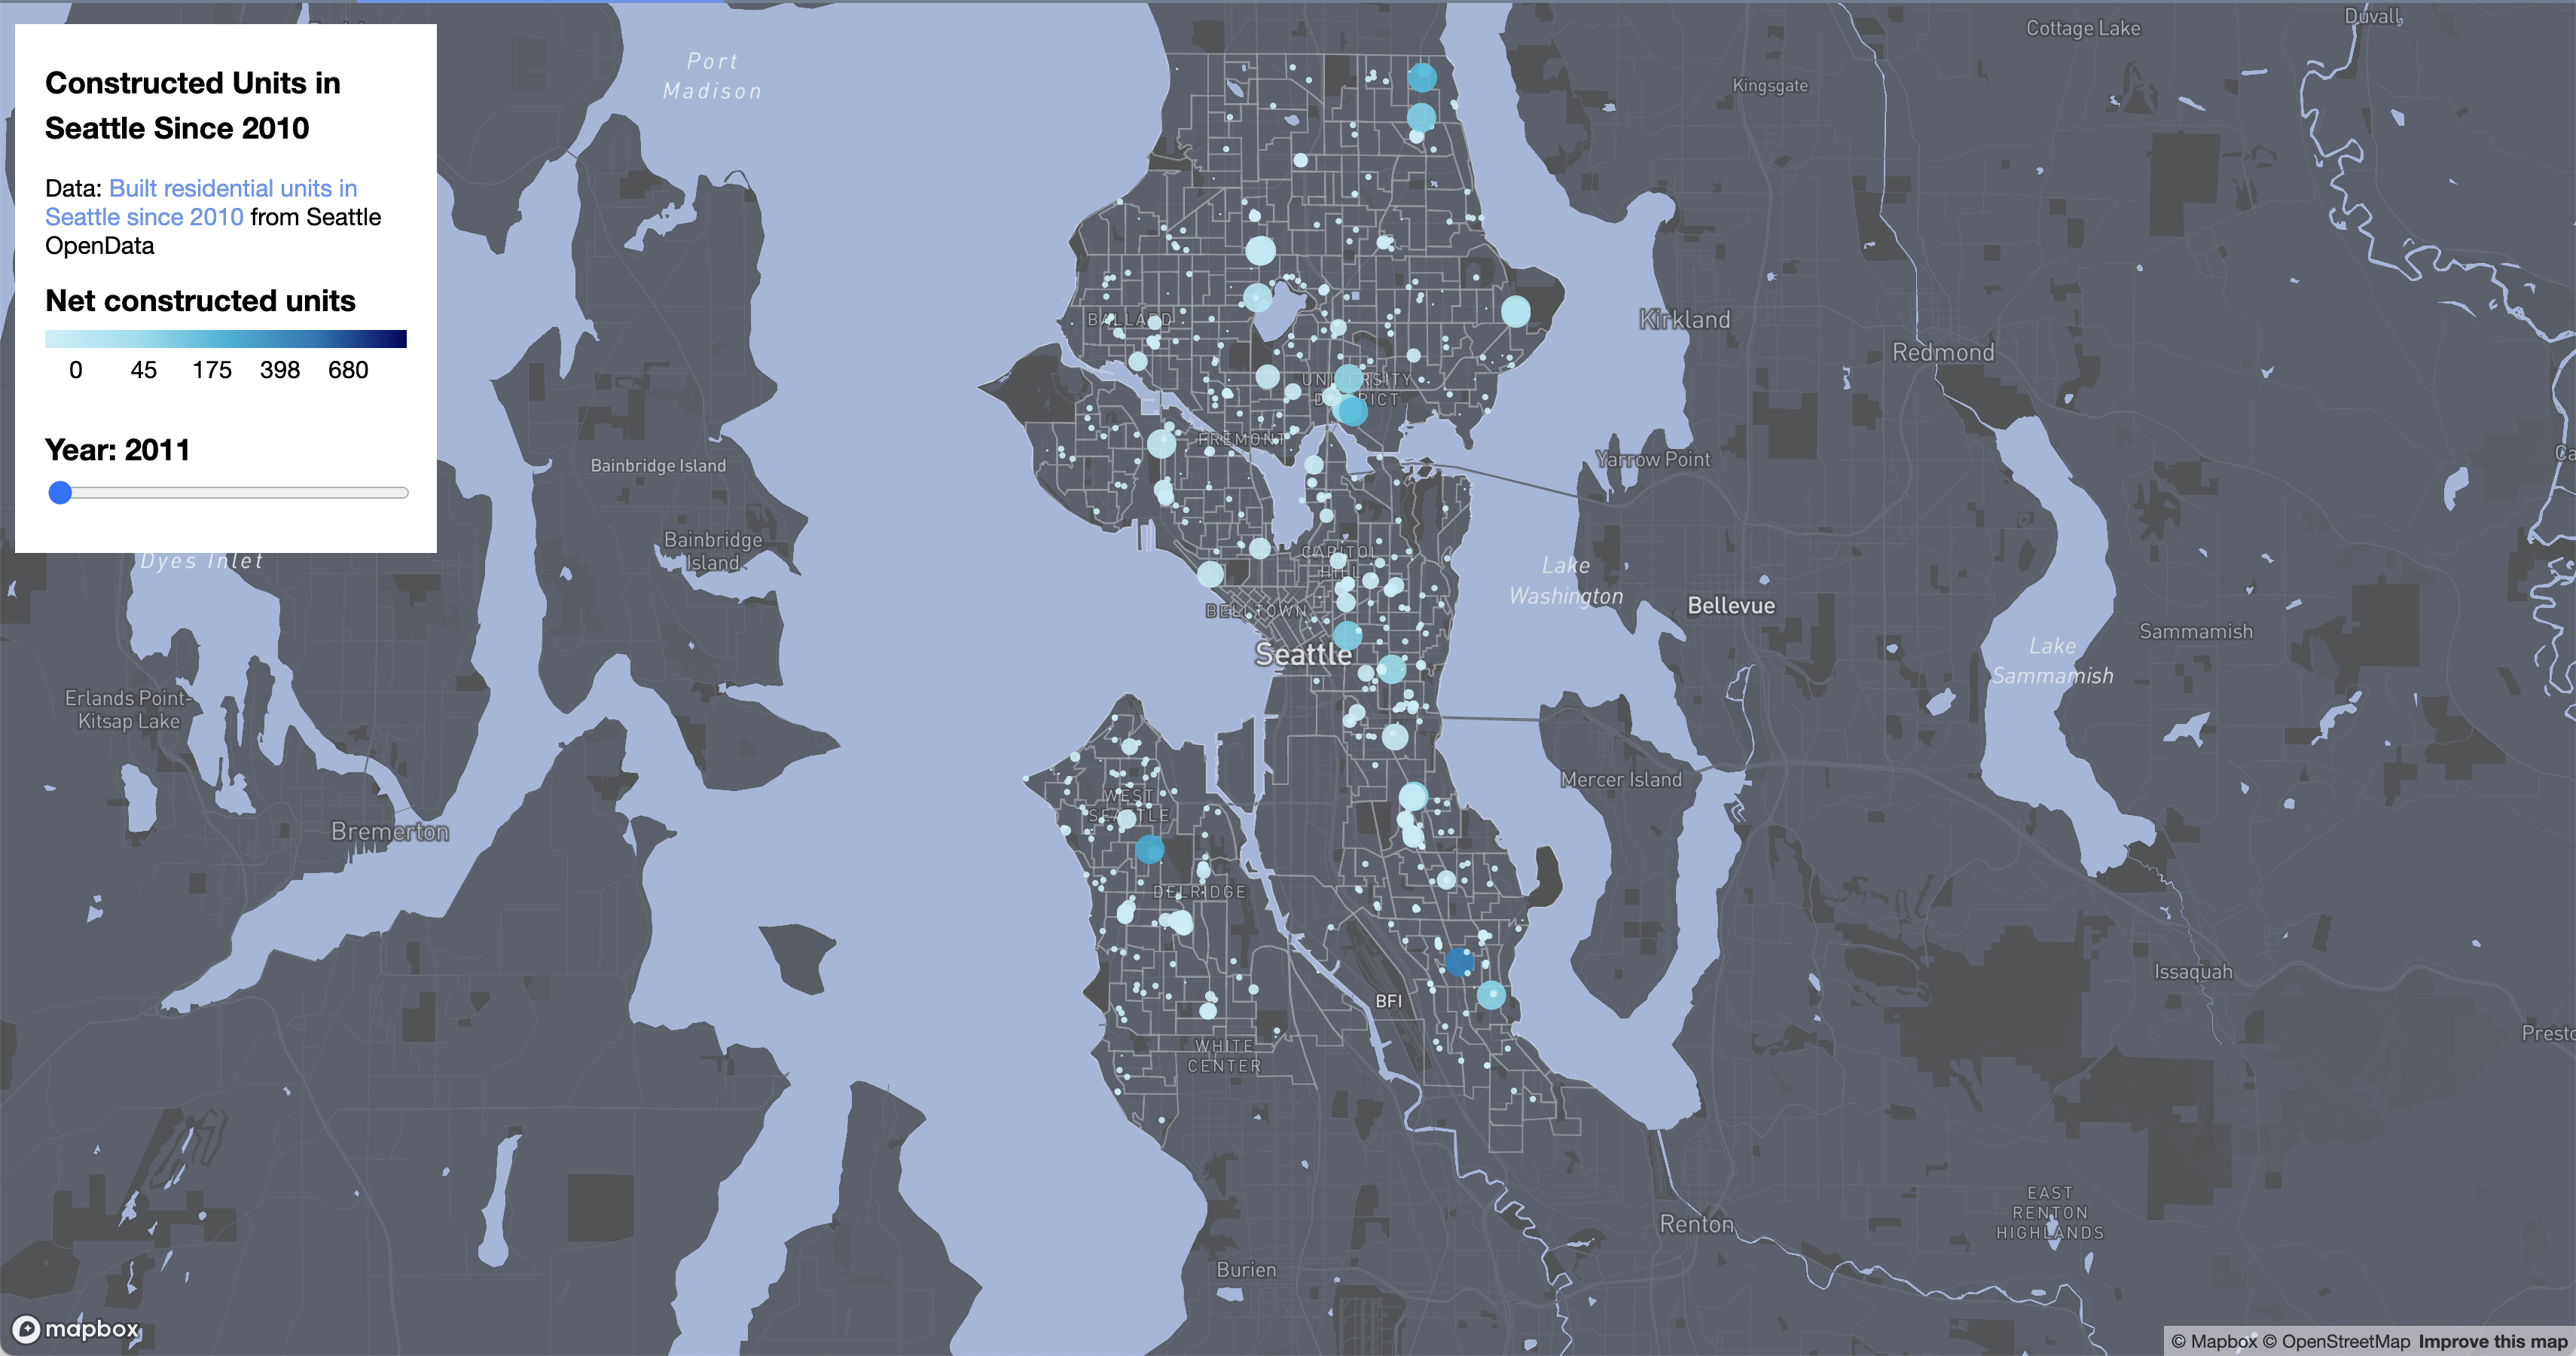 Constructed Units in
Seattle Since 2010
Data: Built residential units in
Seattle since 2010 from Seattle
OpenData
Net constructed units
0 45 175 398 680
Year: 2011
Port
Madison
Cottage Lake
Duvall
Kingsgate
BALLARD
Kirkland
Redmond
UNIVERSITY
DISTRICT
FREMONT
Yarrow Point
Bainbridge Island
Bainbridge
Island
Dyes Inlet
CAPITOL
HILL
Lake
Washington
Bellevue
BELLTOWN
Seattle
Sammamish
Lake
Sammamish
Erlands Point-
Kitsap Lake
Mercer Island
WEST
SEATTLE
Bremerton
DELRIDGE
Issaquah
BFI
Presto
WHITE
CENTER
EAST
RENTON
HIGHLANDS
Renton
Burien
mapbox
© Mapbox © OpenStreetMap Improve this map